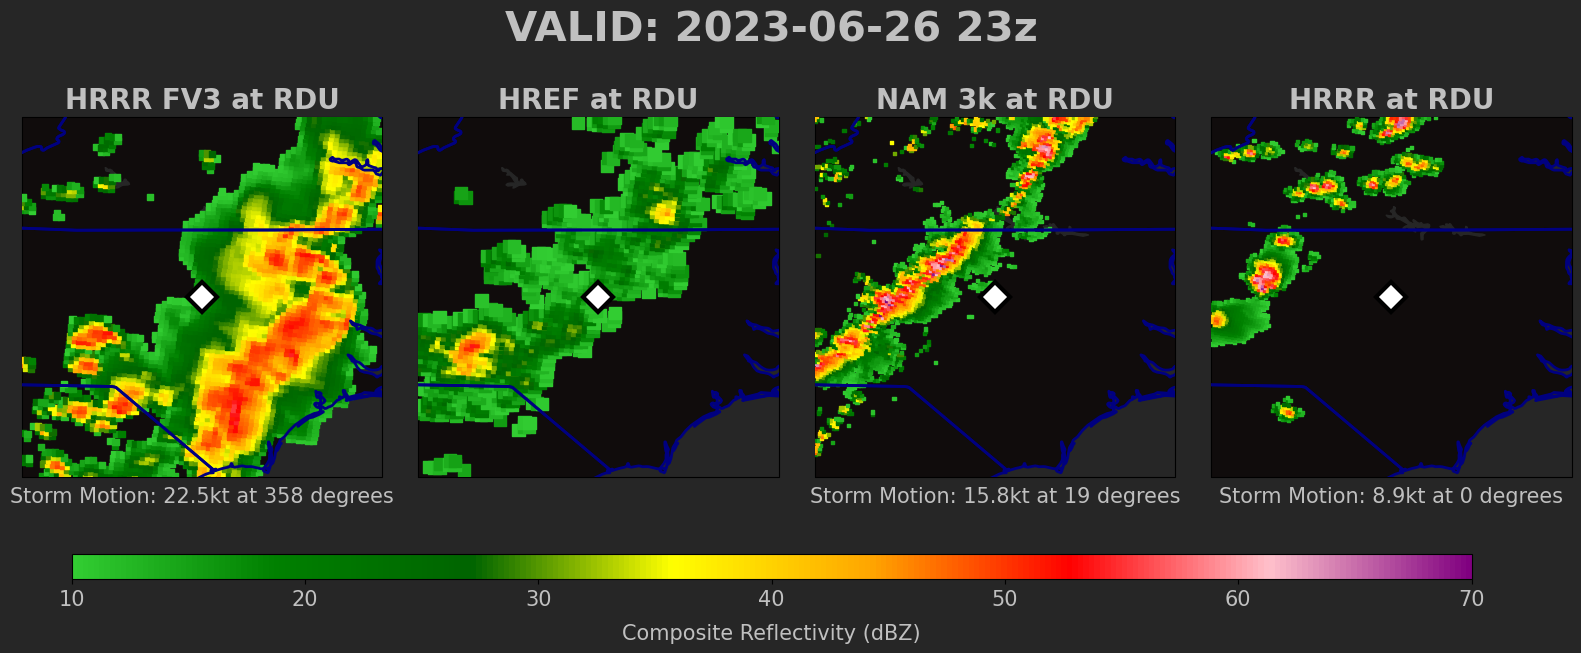 VALID: 2023-06-26 23z
HRRR FV3 at RDU
HREF at RDU
NAM 3k at RDU
HRRR at RDU
Storm Motion: 22.5kt at 358 degrees
Storm Motion: 15.8kt at 19 degrees
Storm Motion: 8.9kt at 0 degrees
10 20 30 40 50 60 70
Composite Reflectivity (dBZ)